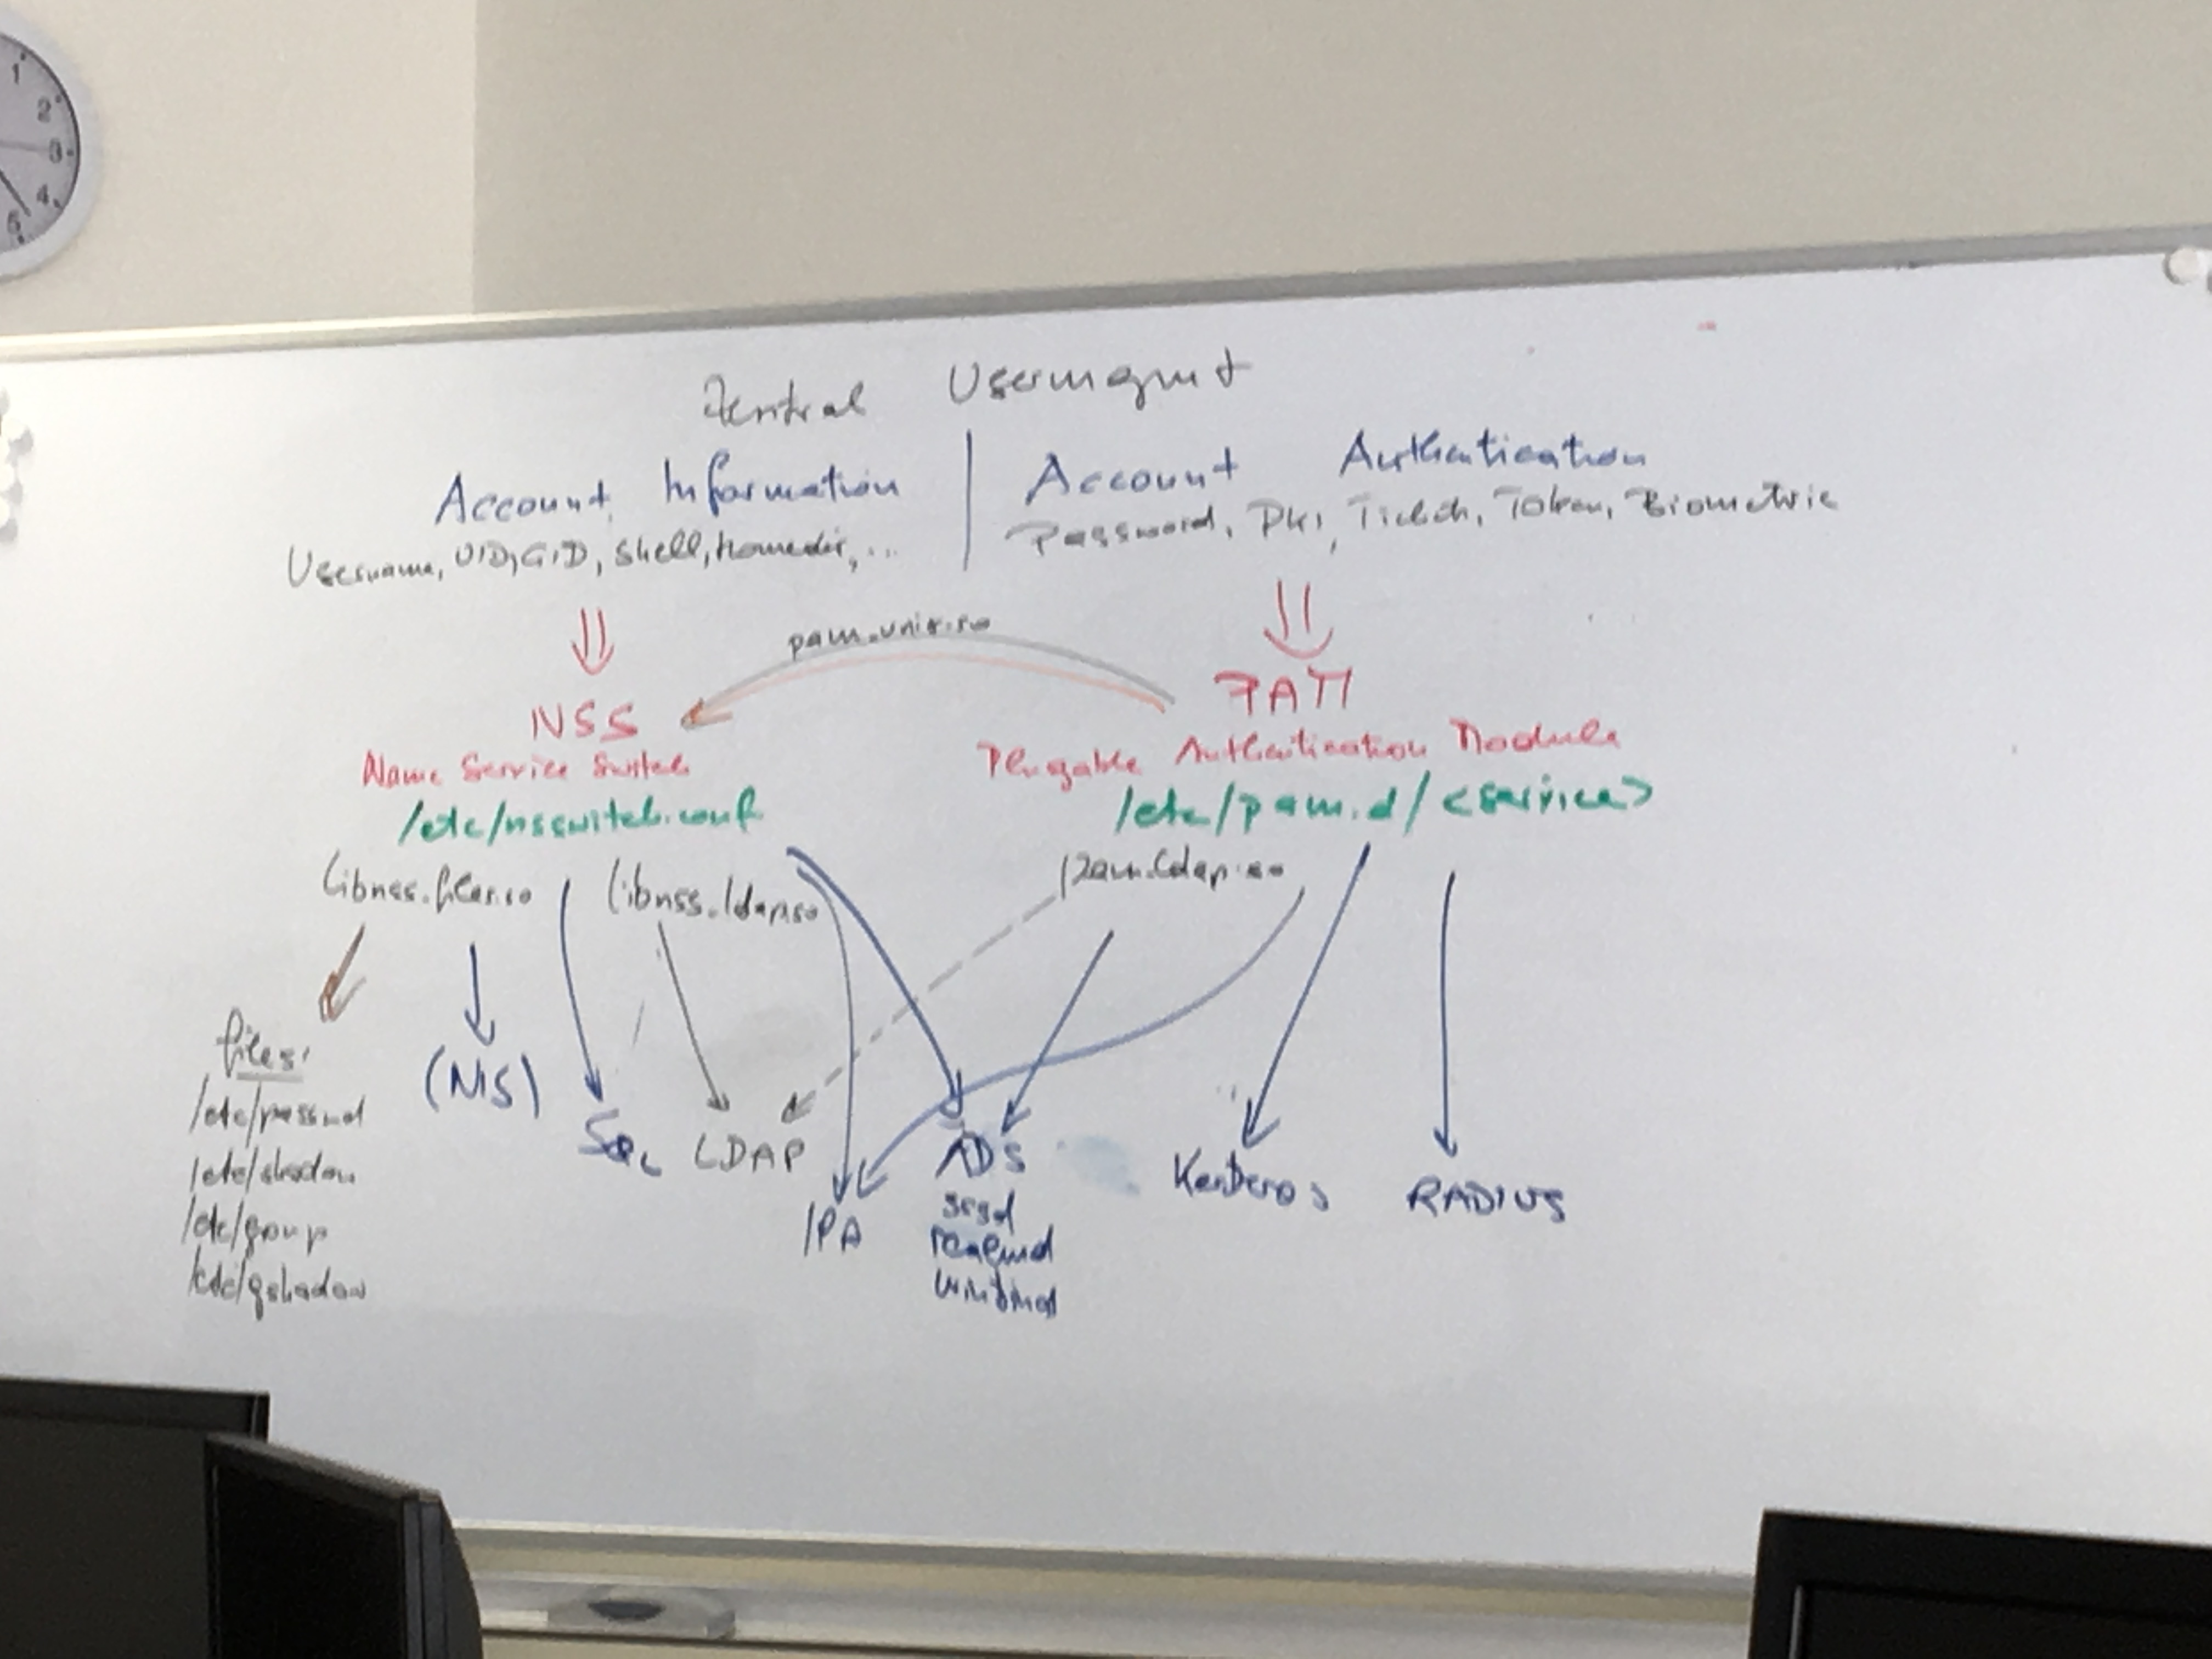 1
2
3
4
5
Zentral Usermgmt
Account Information
Account Authentication
Username, UID, GID, Shell, homedir, ...
Password, PKI, Tickets, Token, Biometric
pam_unix.so
NSS
PAM
Name Service Switch
Plugable Authentication Module
/etc/nsswitch.conf
/etc/pam.d/<service>
libnss_files.so
libnss_ldap.so
pam_ldap.so
files:
/etc/passwd
/etc/shadow
/etc/group
/etc/gshadow
(NIS)
SQL
LDAP
IPA
ADS
sssd
realmd
winbind
Kerberos
RADIUS